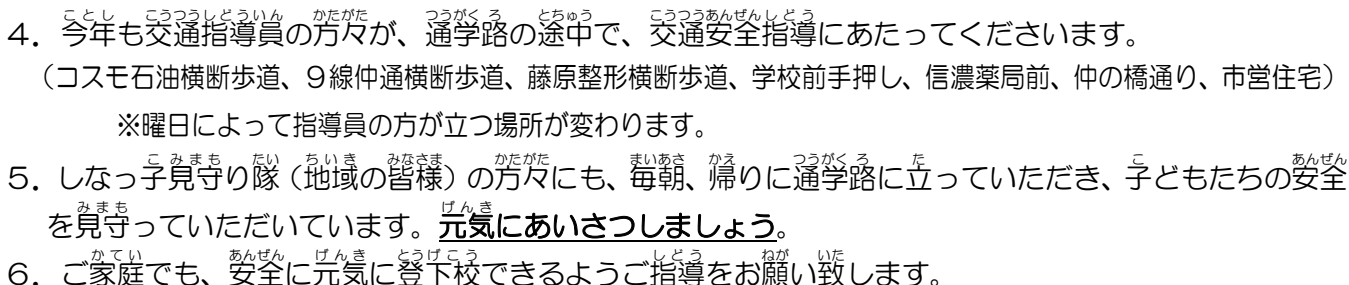 4．今年も交通指導員の方々が、通学路の途中で、交通安全指導にあたってくださいます。
（コスモ石油横断歩道、９線仲通横断歩道、藤原整形横断歩道、学校前手押し、信濃薬局前、仲の橋通り、市営住宅）
※曜日によって指導員の方が立つ場所が変わります。
5．しなっ子見守り隊（地域の皆様）の方々にも、毎朝、帰りに通学路に立っていただき、子どもたちの安全
を見守っていただいています。元気にあいさつしましょう。
6．ご家庭でも、安全に元気に登下校できるようご指導をお願い致します。